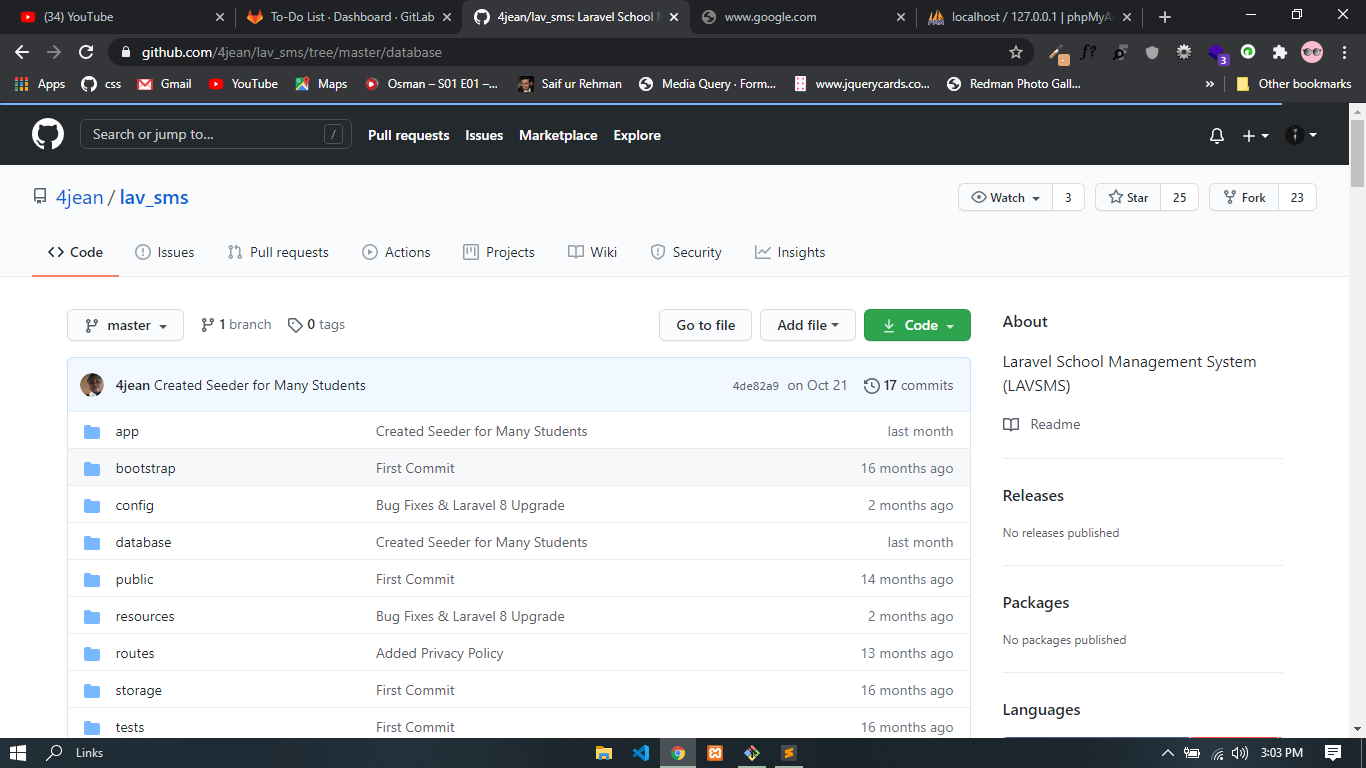 (34) YouTube
To-Do List · Dashboard · GitLab
4jean/lav_sms: Laravel School M
www.google.com
localhost / 127.0.0.1 | phpMyA
github.com/4jean/lav_sms/tree/master/database
f?
3
Apps
css
Gmail
YouTube
Maps
Osman – S01 E01 –...
Saif ur Rehman
Media Query · Form...
www.jquerycards.co...
Redman Photo Gall...
»
Other bookmarks
Search or jump to...
/
Pull requests
Issues
Marketplace
Explore
4jean / lav_sms
Watch 3
Star 25
Fork 23
Code
Issues
Pull requests
Actions
Projects
Wiki
Security
Insights
master
1 branch
0 tags
Go to file
Add file
Code
4jean Created Seeder for Many Students 4de82a9 on Oct 21 17 commits
app Created Seeder for Many Students last month
bootstrap First Commit 16 months ago
config Bug Fixes & Laravel 8 Upgrade 2 months ago
database Created Seeder for Many Students last month
public First Commit 14 months ago
resources Bug Fixes & Laravel 8 Upgrade 2 months ago
routes Added Privacy Policy 13 months ago
storage First Commit 16 months ago
tests First Commit 16 months ago
About
Laravel School Management System
(LAVSMS)
Readme
Releases
No releases published
Packages
No packages published
Languages
Links
3:03 PM